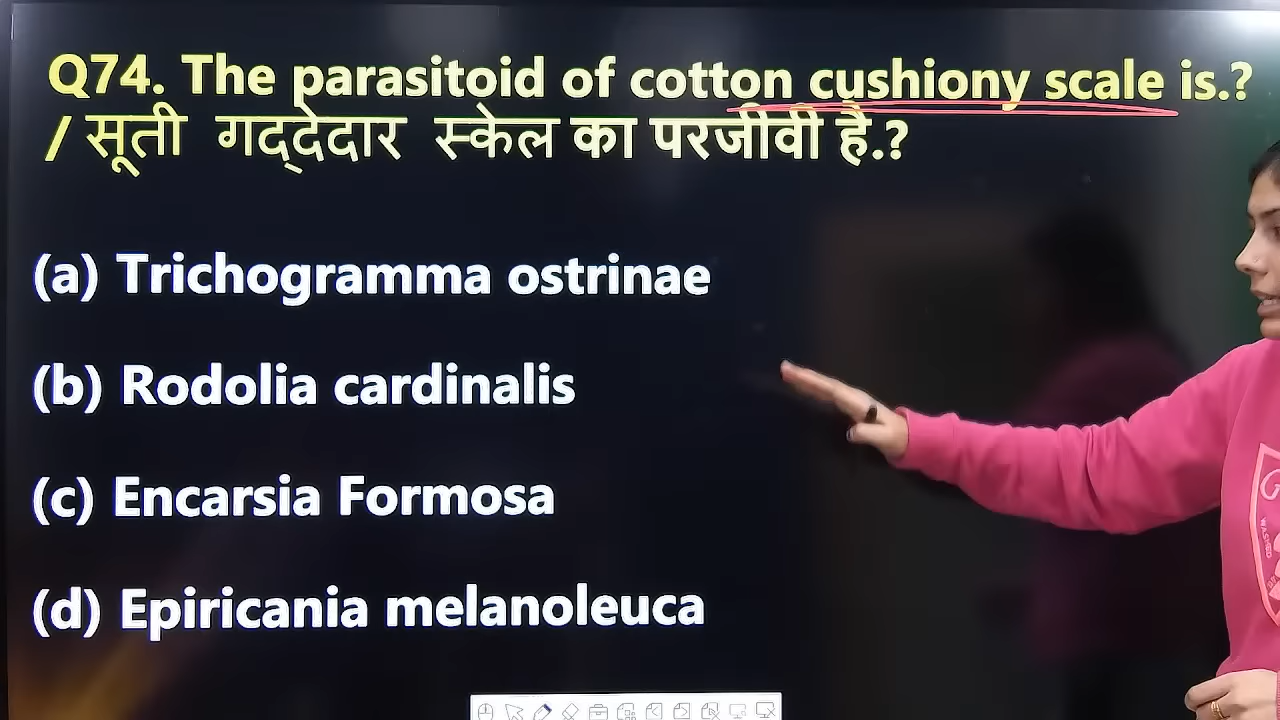 Q74. The parasitoid of cotton cushiony scale is.?
/ सूती गद्देदार स्केल का परजीवी है.?
(a) Trichogramma ostrinae
(b) Rodolia cardinalis
(c) Encarsia Formosa
(d) Epiricania melanoleuca